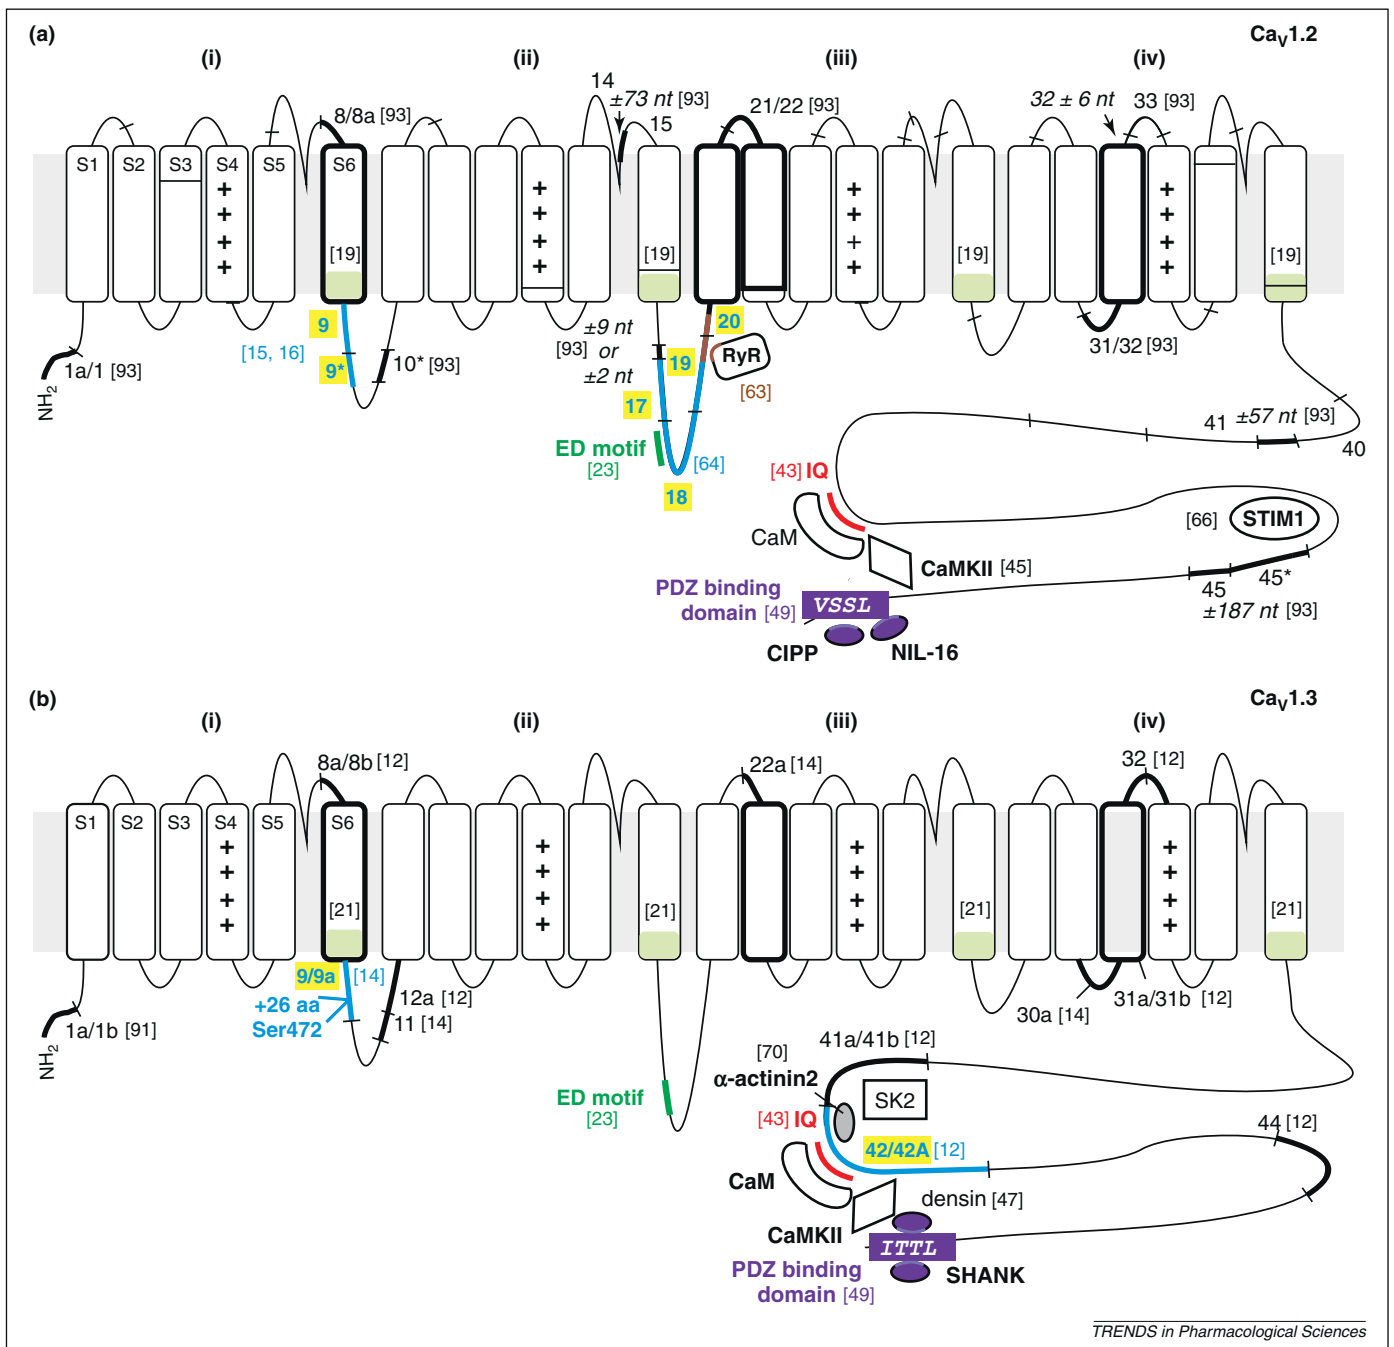 (a)
Ca_V1.2
(i) (ii) (iii) (iv)
14
±73 nt [93]
15
8/8a [93]
21/22 [93]
32 ± 6 nt
33 [93]
S1 S2 S3 S4 S5 S6
+ + + +
+ + + +
+ + + +
+ + + +
[19] [19] [19] [19]
9
[15, 16]
9*
1a/1 [93]
NH2
10* [93]
±9 nt
[93] or
±2 nt
20
19
RyR
[63]
17
31/32 [93]
ED motif
[23]
[64]
18
41 ±57 nt [93]
40
[43] IQ
CaM
CaMKII [45]
[66] STIM1
45 45*
±187 nt [93]
PDZ binding
domain [49]
VSSL
CIPP NIL-16
(b)
Ca_V1.3
(i) (ii) (iii) (iv)
8a/8b [12]
22a [14]
32 [12]
S1 S2 S3 S4 S5 S6
+ + + +
+ + + +
+ + + +
+ + + +
[21] [21] [21] [21]
9/9a [14]
+26 aa
Ser472
1a/1b [91]
NH2
12a [12]
11 [14]
30a [14]
31a/31b [12]
ED motif
[23]
41a/41b [12]
[70]
α-actinin2
SK2
[43] IQ
42/42A [12]
44 [12]
CaM
densin [47]
CaMKII
ITTL
PDZ binding
domain [49]
SHANK
TRENDS in Pharmacological Sciences